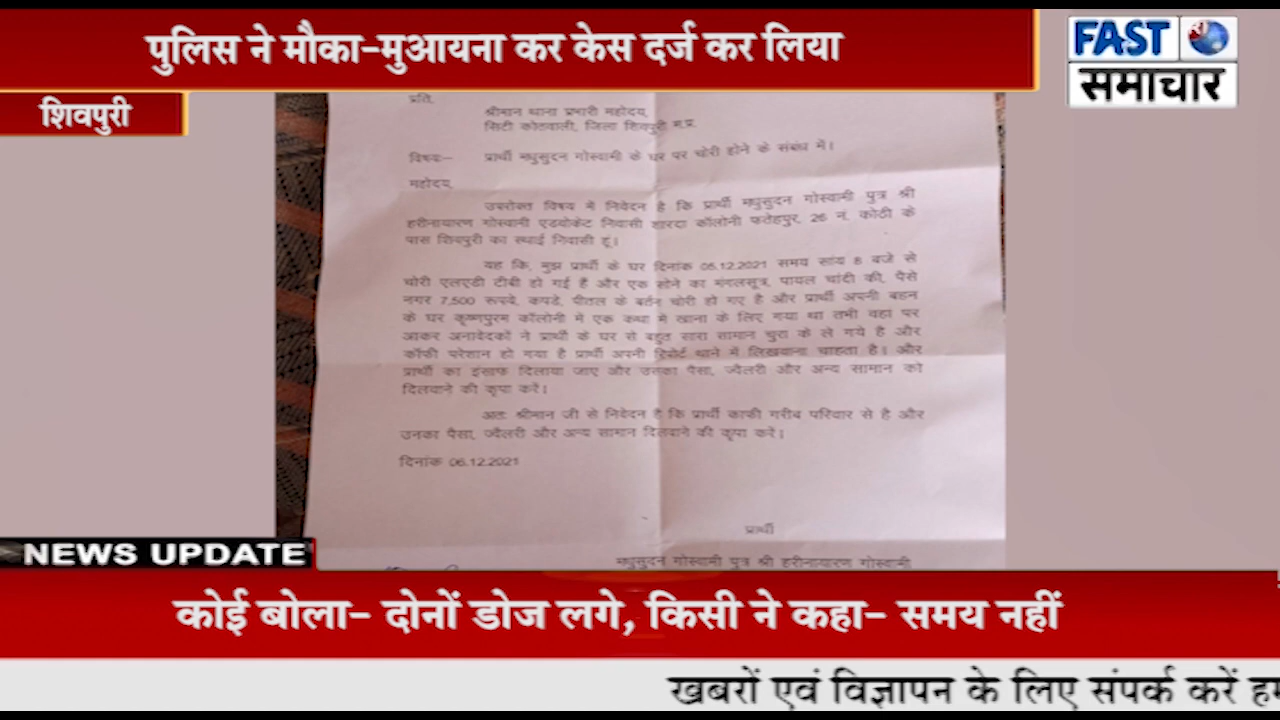 पुलिस ने मौका-मुआयना कर केस दर्ज कर लिया
FAST
समाचार
शिवपुरी
प्रति,
श्रीमान थाना प्रभारी महोदय,
सिटी कोतवाली, जिला शिवपुरी म.प्र.
विषयः- प्रार्थी मधुसुदन गोस्वामी के घर पर चोरी होने के संबंध में।
महोदय,
उपरोक्त विषय में निवेदन है कि प्रार्थी मधुसुदन गोस्वामी पुत्र श्री
हरीनायारण गोस्वामी एडवोकेट निवासी शारदा कॉलोनी फतेहपुर, 26 नं. कोठी के
पास शिवपुरी का स्थाई निवासी हूं।
यह कि, मुझ प्रार्थी के घर दिनांक 05.12.2021 समय सांय 8 बजे से
चोरी एलएडी टीबी हो गई है और एक सोने का मंगलसूत्र, पायल चांदी की, पैसे
नगर 7,500 रूपये, कपडे, पीतल के बर्तन चोरी हो गए है और प्रार्थी अपनी बहन
के घर कृष्णपुरम कॉलोनी में एक कथा मे खाना के लिए गया था तभी वहा पर
आकर अनावेदकों ने प्रार्थी के घर से बहुत सारा सामान चुरा के ले गये है और
कॉफी परेशान हो गया है प्रार्थी अपनी रिपोर्ट थाने में लिखवाना चाहता है। और
प्रार्थी का इंसाफ दिलाया जाए और उनका पैसा, ज्वैलरी और अन्य सामान को
दिलवाने की कृपा करें।
अतः श्रीमान जी से निवेदन है कि प्रार्थी काफी गरीब परिवार से है और
उनका पैसा, ज्वैलरी और अन्य सामान दिलवाने की कृपा करें।
दिनांक 06.12.2021
प्रार्थी
मधुसुदन गोस्वामी पुत्र श्री हरीनायारण गोस्वामी
NEWS UPDATE
कोई बोला- दोनों डोज लगे, किसी ने कहा- समय नहीं
खबरों एवं विज्ञापन के लिए संपर्क करें